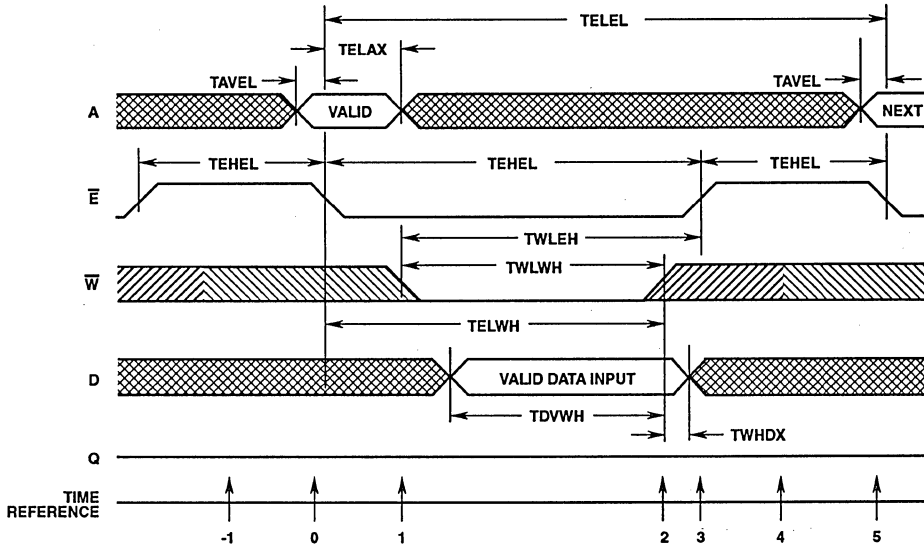 TELEL
TELAX
TAVEL
TAVEL
A
VALID
NEXT
TEHEL
TEHEL
TEHEL
E
TWLEH
TWLWH
W
TELWH
D
VALID DATA INPUT
TDVWH
TWHDX
Q
TIME
REFERENCE
-1
0
1
2
3
4
5